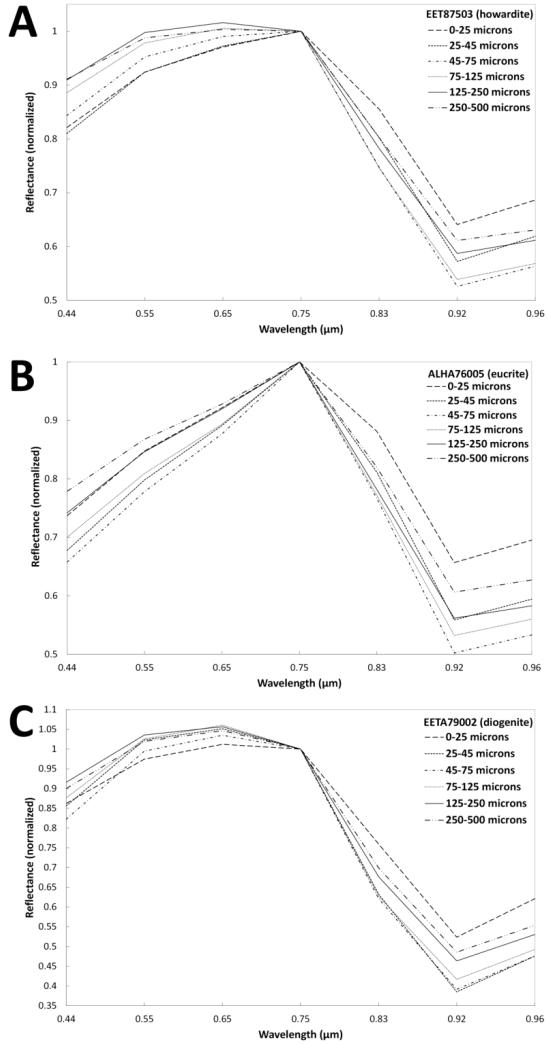 A
EET87503 (howardite)
0-25 microns
25-45 microns
45-75 microns
75-125 microns
125-250 microns
250-500 microns
Reflectance (normalized)
1
0.9
0.8
0.7
0.6
0.5
0.44 0.55 0.65 0.75 0.83 0.92 0.96
Wavelength (µm)
B
ALHA76005 (eucrite)
0-25 microns
25-45 microns
45-75 microns
75-125 microns
125-250 microns
250-500 microns
Reflectance (normalized)
1
0.9
0.8
0.7
0.6
0.5
0.44 0.55 0.65 0.75 0.83 0.92 0.96
Wavelength (µm)
C
EETA79002 (diogenite)
0-25 microns
25-45 microns
45-75 microns
75-125 microns
125-250 microns
250-500 microns
Reflectance (normalized)
1.1
1.05
1
0.95
0.9
0.85
0.8
0.75
0.7
0.65
0.6
0.55
0.5
0.45
0.4
0.35
0.44 0.55 0.65 0.75 0.83 0.92 0.96
Wavelength (µm)